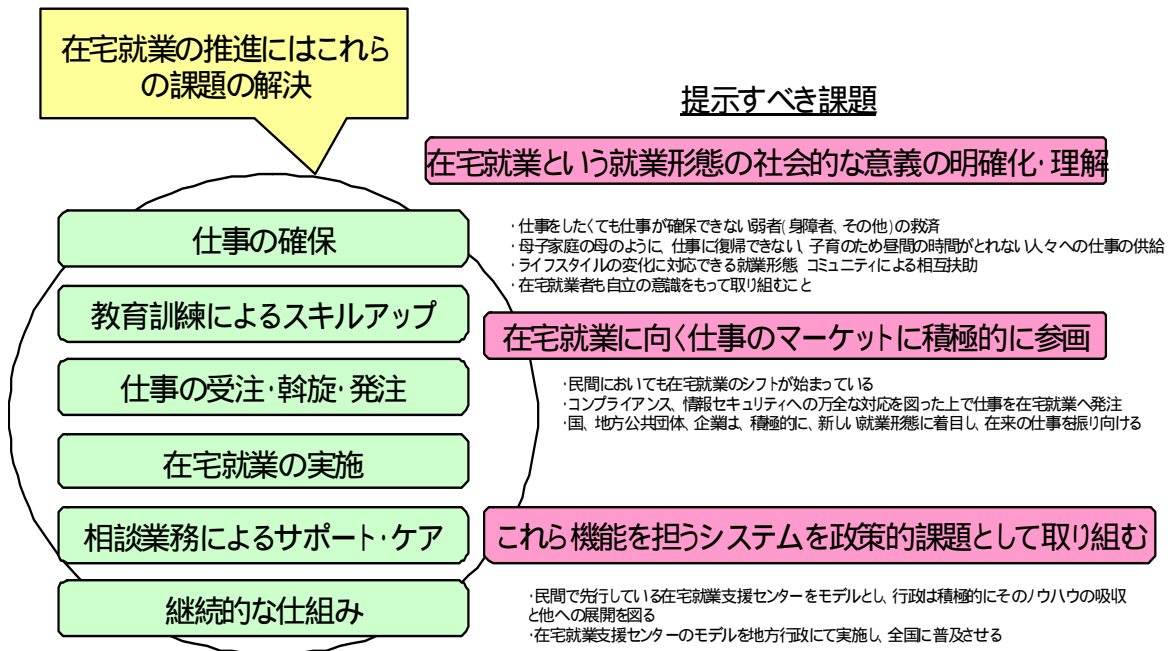 在宅就業の推進にはこれら
の課題の解決
提示すべき課題
在宅就業という就業形態の社会的な意義の明確化・理解
・仕事をしたくても仕事が確保できない弱者(身障者、その他)の救済
・母子家庭の母のように、仕事に復帰できない、子育のため昼間の時間がとれない人々への仕事の供給
・ライフスタイルの変化に対応できる就業形態、コミュニティによる相互扶助
・在宅就業者も自立の意識をもって取り組むこと
在宅就業に向く仕事のマーケットに積極的に参画
・民間においても在宅就業のシフトが始まっている
・コンプライアンス、情報セキュリティへの万全な対応を図った上で仕事を在宅就業へ発注
・国、地方公共団体、企業は、積極的に、新しい就業形態に着目し、在来の仕事を振り向ける
これら機能を担うシステムを政策的課題として取り組む
・民間で先行している在宅就業支援センターをモデルとし、行政は積極的にそのノウハウの吸収
と他への展開を図る
・在宅就業支援センターのモデルを地方行政にて実施し、全国に普及させる
仕事の確保
教育訓練によるスキルアップ
仕事の受注・斡旋・発注
在宅就業の実施
相談業務によるサポート・ケア
継続的な仕組み